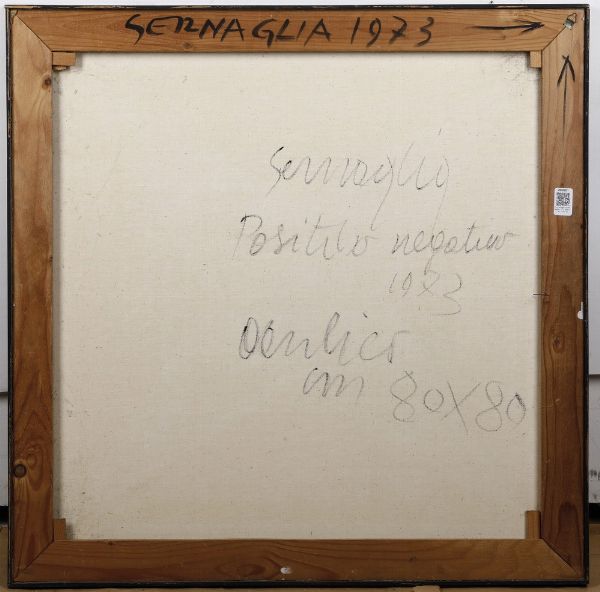 SERNAGLIA 1973
Sernaglia
Positivo negativo
1973
acrilico
cm 80X80